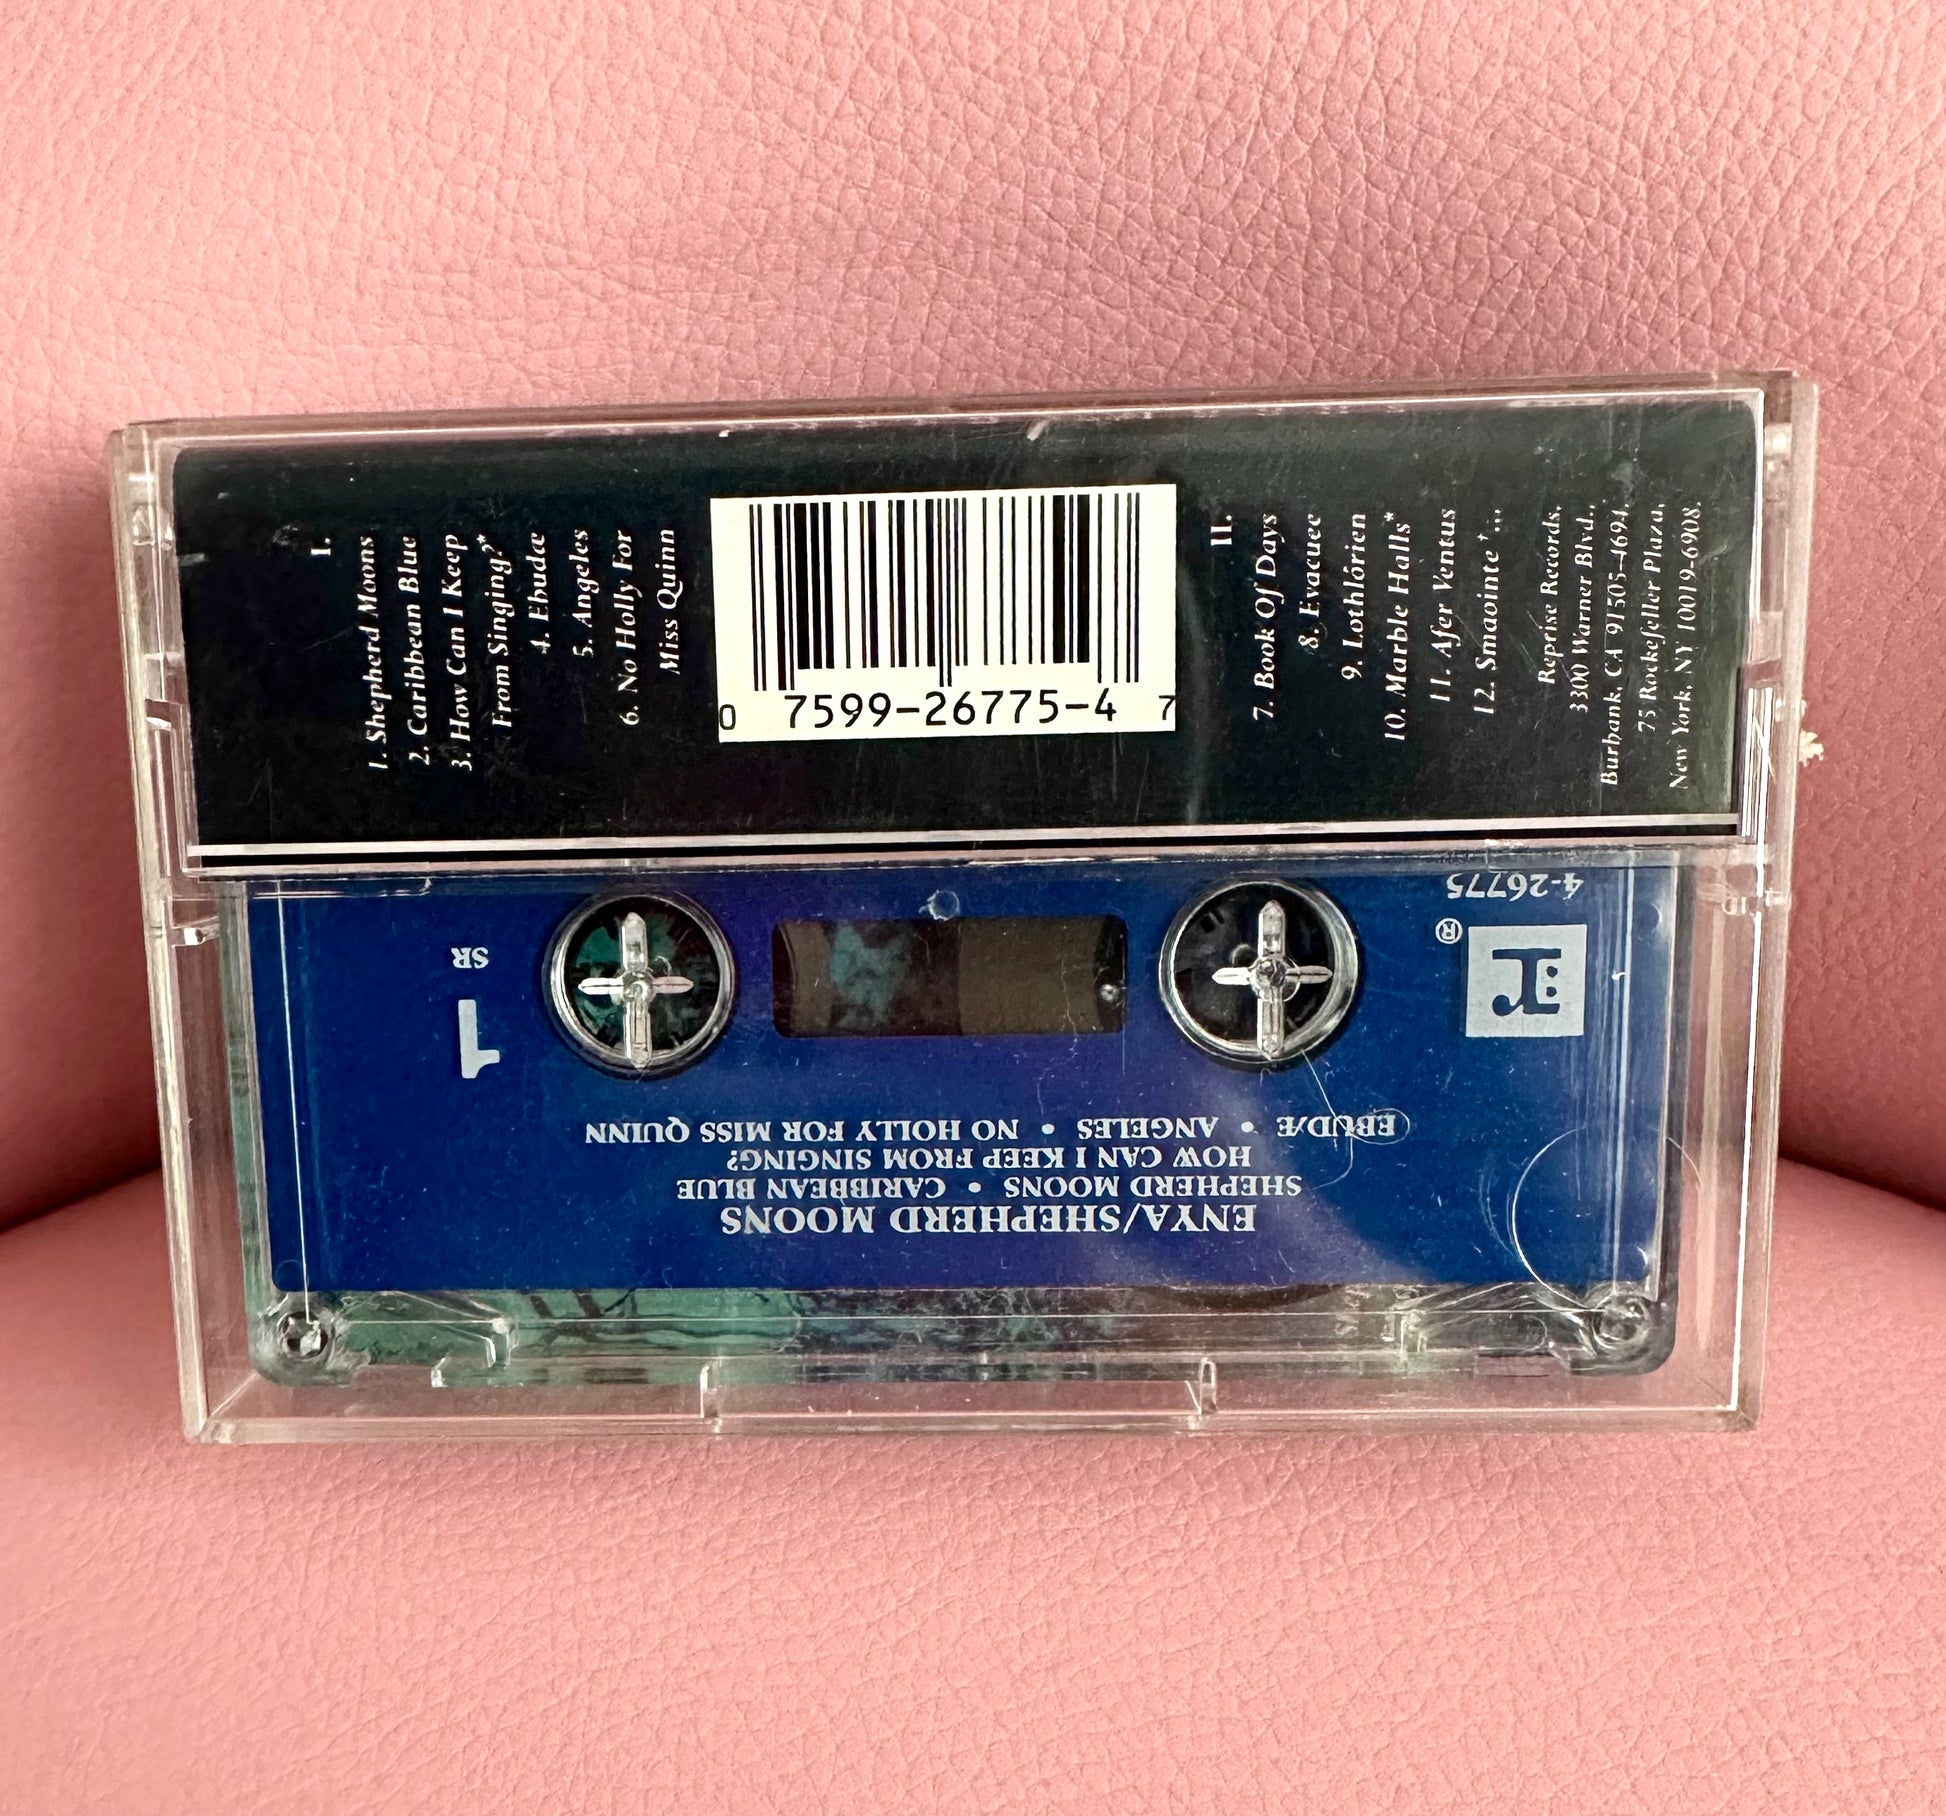 I.
1. Shepherd Moons
2. Caribbean Blue
3. How Can I Keep
From Singing?*
4. Ebudæ
5. Angeles
6. No Holly For
Miss Quinn
0 7599-26775-4 7
II.
7. Book Of Days
8. Evacuee
9. Lothlórien
10. Marble Halls*
11. Afer Ventus
12. Smaointe †...
Reprise Records,
3300 Warner Blvd.,
Burbank, CA 91505-4694,
75 Rockefeller Plaza,
New York, NY 10019-6908.
ENYA/SHEPHERD MOONS
SHEPHERD MOONS • CARIBBEAN BLUE
HOW CAN I KEEP FROM SINGING?
EBUDÆ • ANGELES • NO HOLLY FOR MISS QUINN
r: ®
4-26775
1
SR